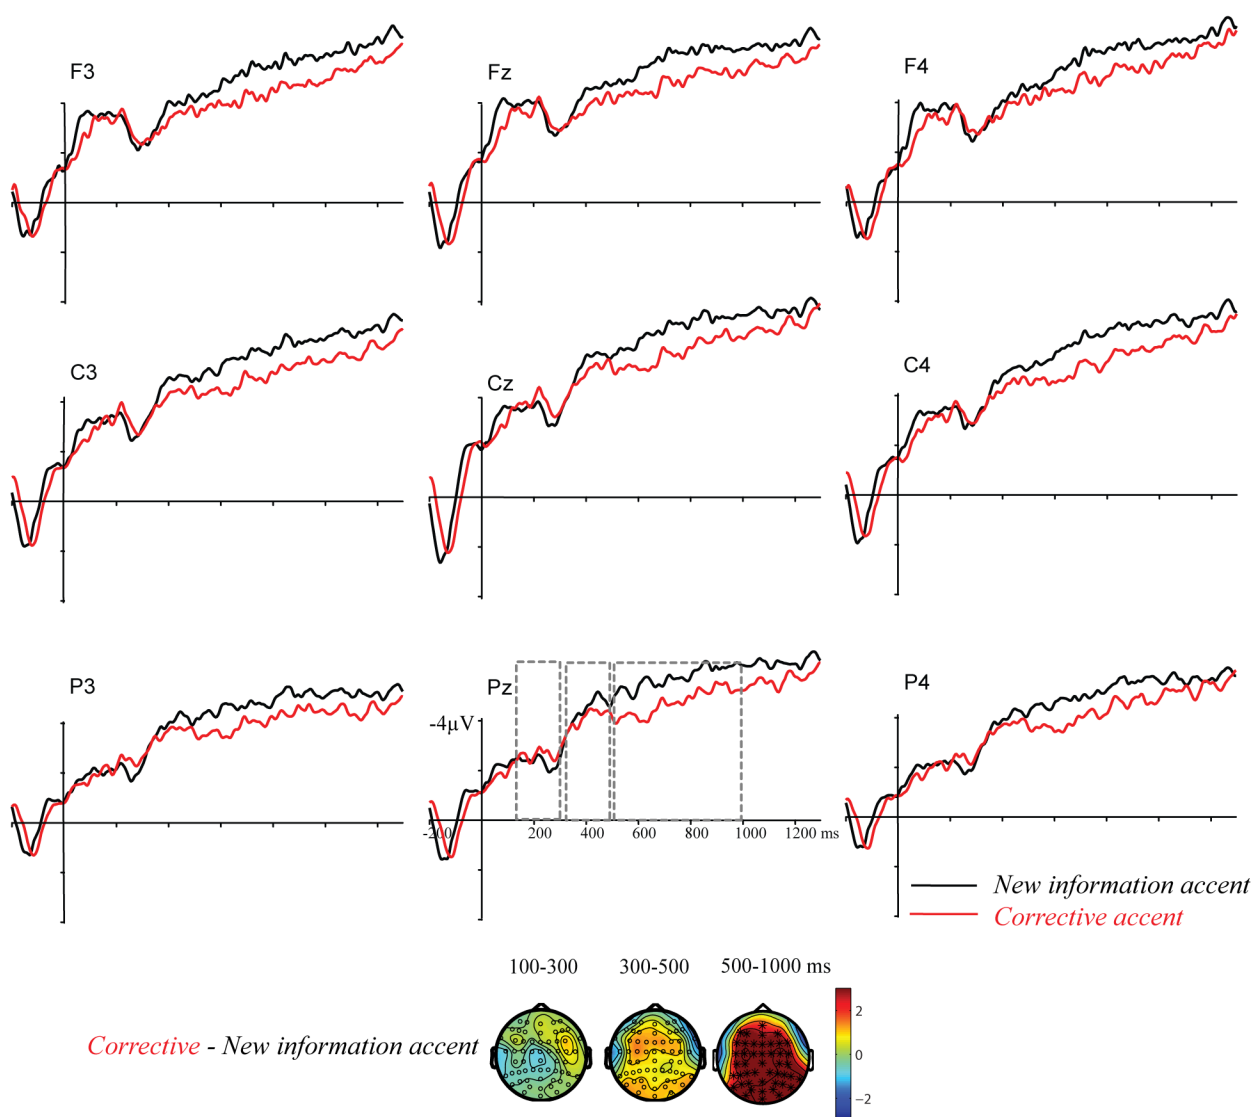 F3
Fz
F4
C3
Cz
C4
P3
Pz
P4
-4µV
-200 200 400 600 800 1000 1200 ms
New information accent
Corrective accent
100-300 300-500 500-1000 ms
Corrective - New information accent
2
0
−2